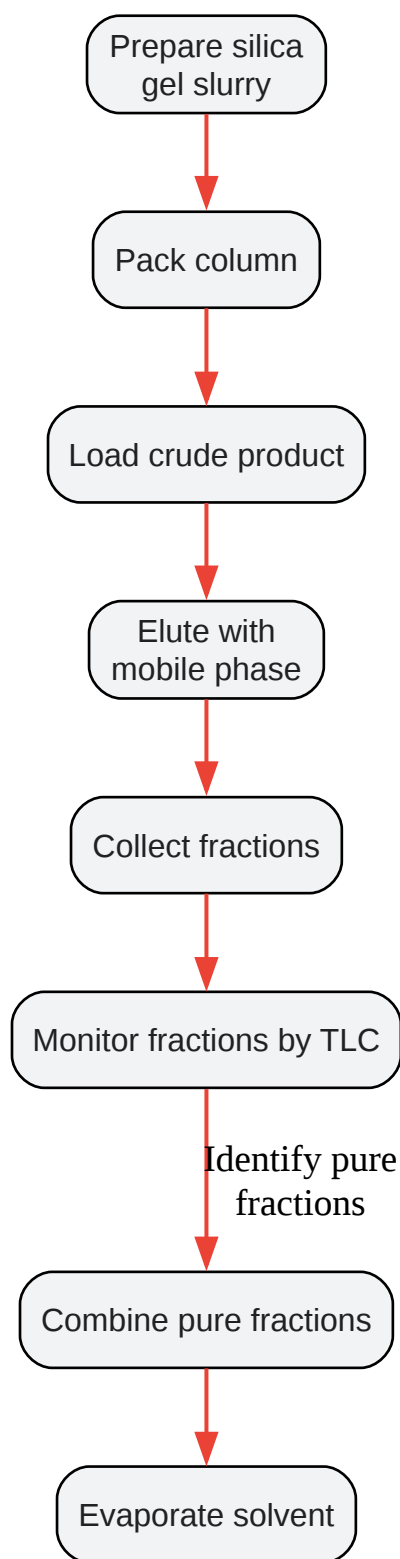 Prepare silica
gel slurry
Pack column
Load crude product
Elute with
mobile phase
Collect fractions
Monitor fractions by TLC
Identify pure
fractions
Combine pure fractions
Evaporate solvent